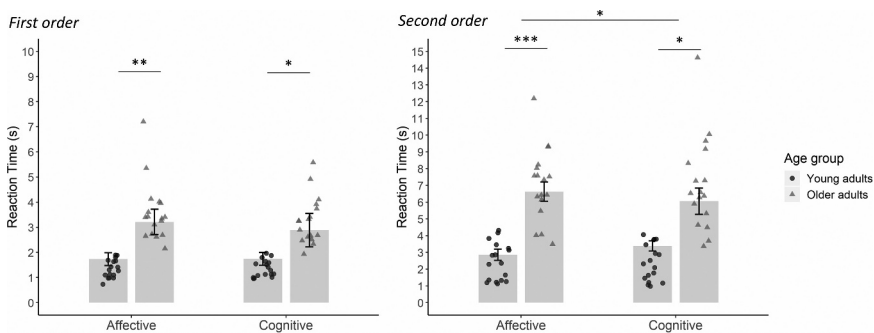 First order
Reaction Time (s)
10
9
8
7
6
5
4
3
2
1
0
**
*
Affective
Cognitive
Second order
Reaction Time (s)
15
14
13
12
11
10
9
8
7
6
5
4
3
2
1
0
*
***
*
Affective
Cognitive
Age group
Young adults
Older adults